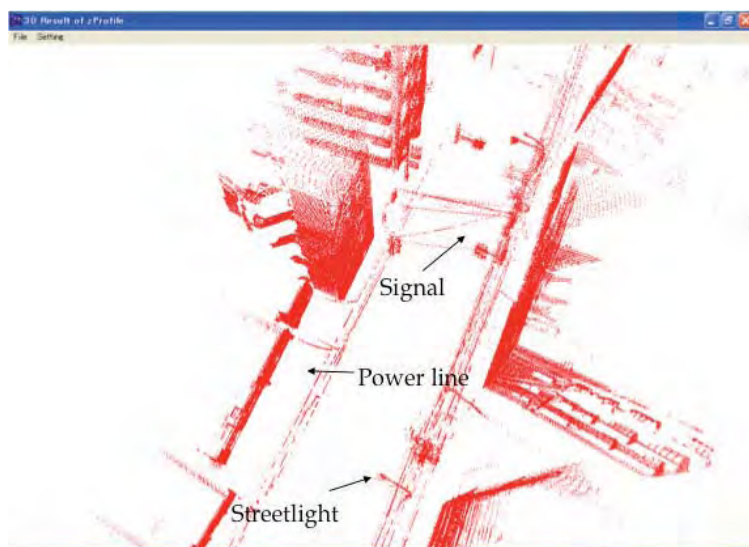 3D Result of zProfile
File Setting
Signal
Power line
Streetlight